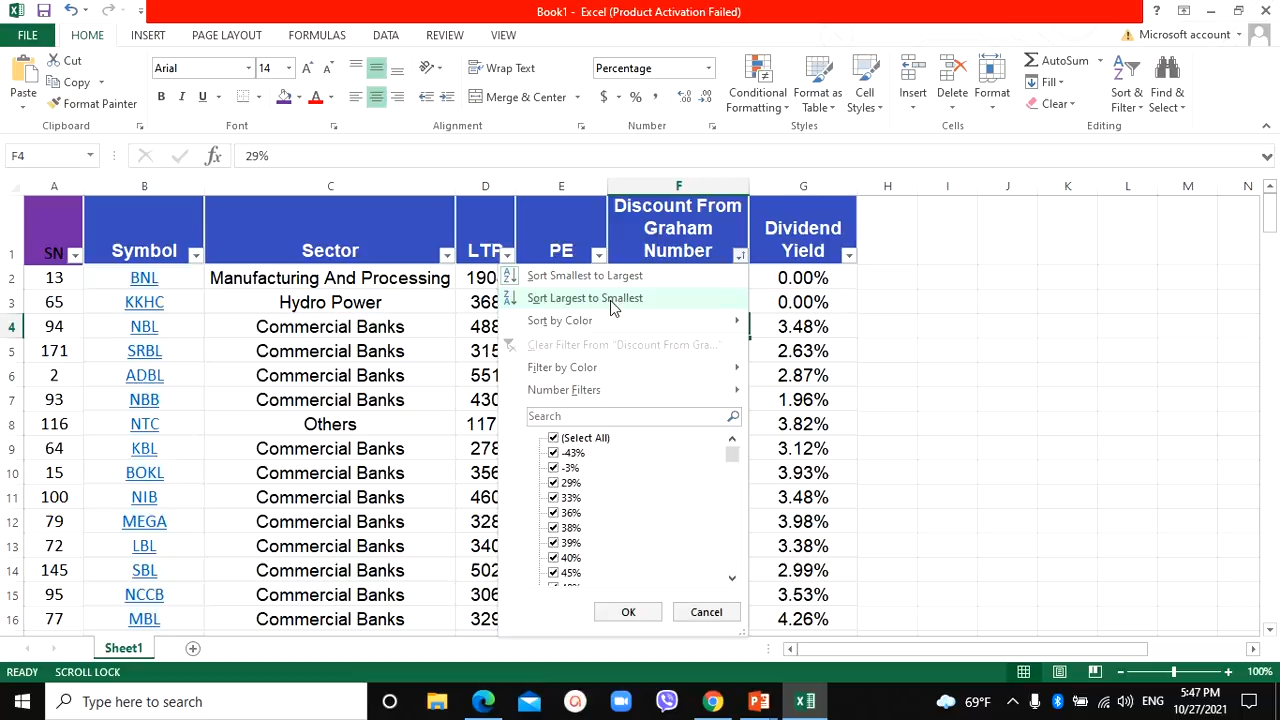 Book1 - Excel (Product Activation Failed)
FILE HOME INSERT PAGE LAYOUT FORMULAS DATA REVIEW VIEW Microsoft account
Cut
Copy
Format Painter
Paste
Clipboard
Arial 14
B I U A
Font
Wrap Text
Merge & Center
Alignment
Percentage
$ % ,
Number
Conditional Formatting
Format as Table
Cell Styles
Styles
Insert Delete Format
Cells
AutoSum
Fill
Clear
Sort & Filter
Find & Select
Editing
F4 fx 29%
A B C D E F G H I J K L M N
1 SN Symbol Sector LTP PE Discount From Graham Number Dividend Yield
2 13 BNL Manufacturing And Processing 190 0.00%
3 65 KKHC Hydro Power 368 0.00%
4 94 NBL Commercial Banks 488 3.48%
5 171 SRBL Commercial Banks 315 2.63%
6 2 ADBL Commercial Banks 551 2.87%
7 93 NBB Commercial Banks 430 1.96%
8 116 NTC Others 117 3.82%
9 64 KBL Commercial Banks 278 3.12%
10 15 BOKL Commercial Banks 356 3.93%
11 100 NIB Commercial Banks 460 3.48%
12 79 MEGA Commercial Banks 328 3.98%
13 72 LBL Commercial Banks 340 3.38%
14 145 SBL Commercial Banks 502 2.99%
15 95 NCCB Commercial Banks 306 3.53%
16 77 MBL Commercial Banks 329 4.26%
Sort Smallest to Largest
Sort Largest to Smallest
Sort by Color
Clear Filter From "Discount From Gra..."
Filter by Color
Number Filters
Search
(Select All)
-43%
-3%
29%
33%
36%
38%
39%
40%
45%
OK Cancel
Sheet1
READY SCROLL LOCK 100%
Type here to search
69°F ENG
5:47 PM
10/27/2021